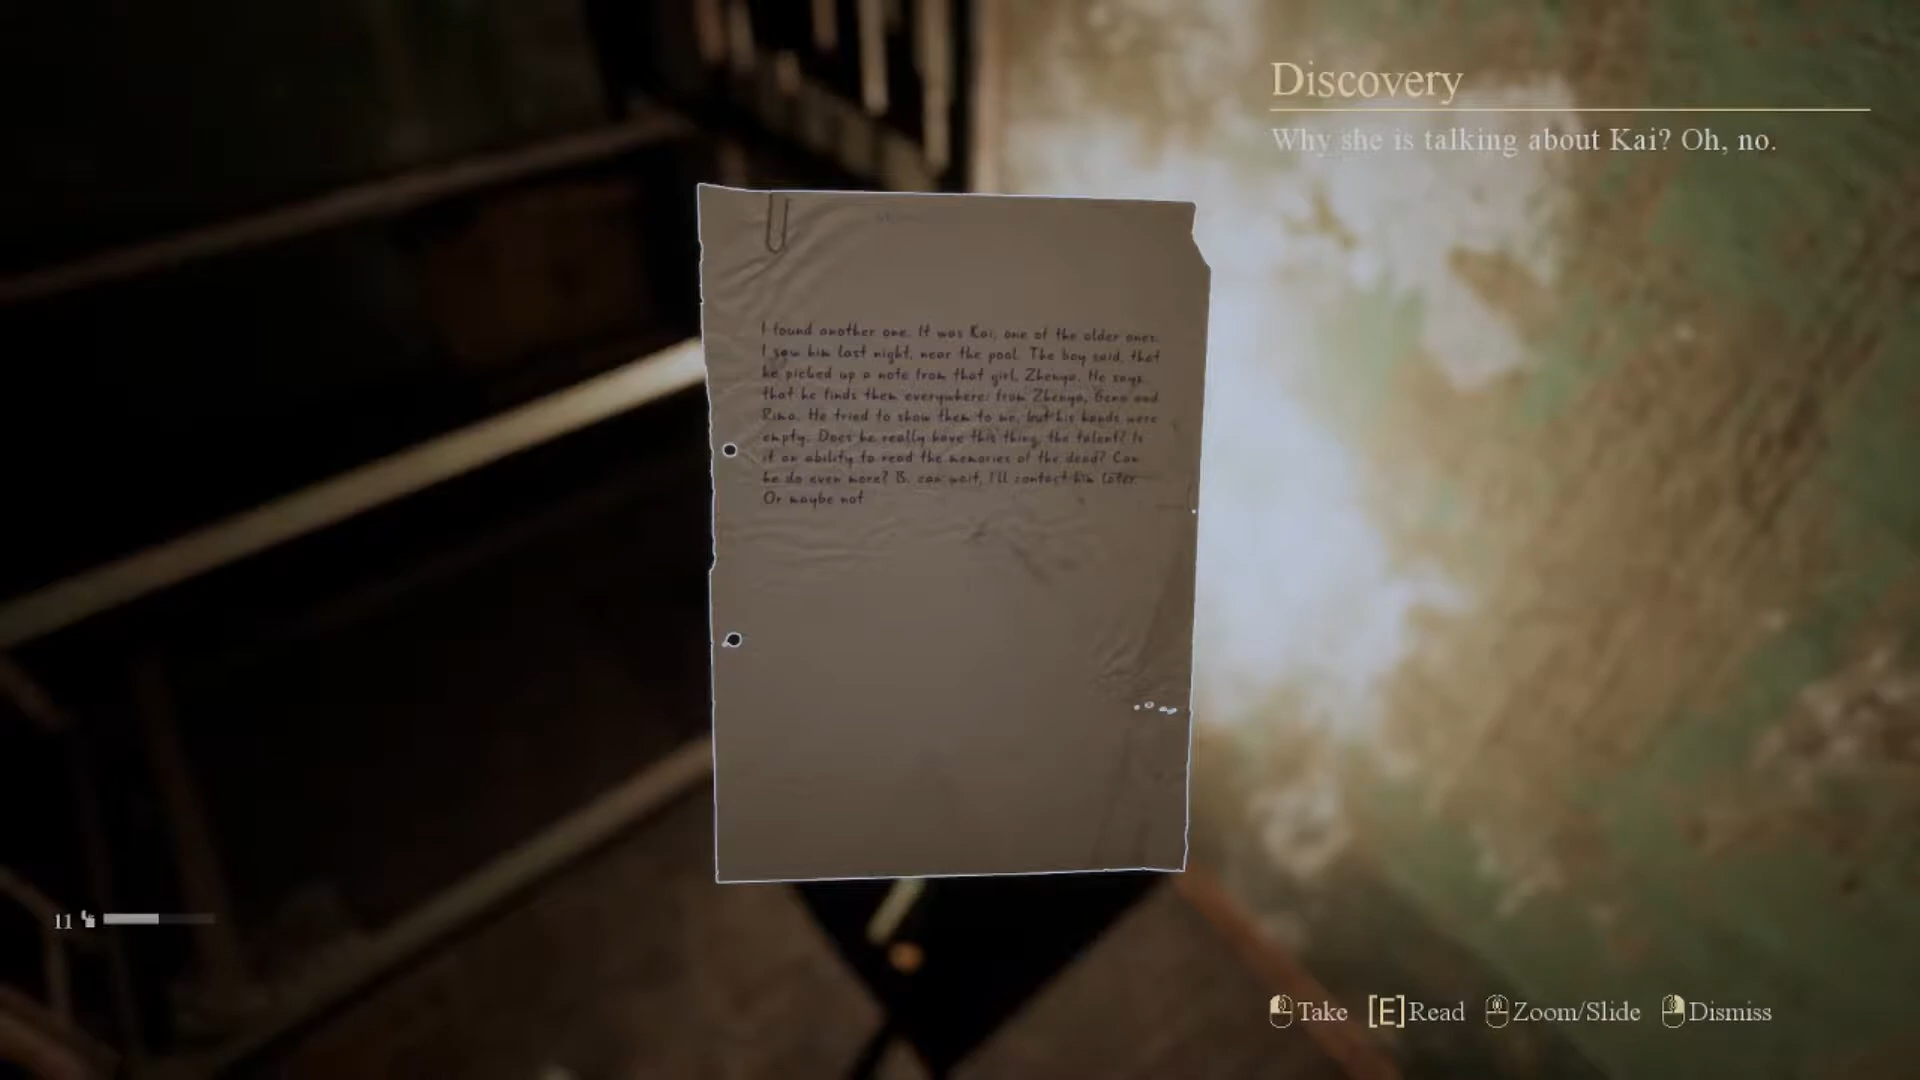 Discovery
Why she is talking about Kai? Oh, no.
I found another one. It was Kai, one of the older ones.
I saw him last night, near the pool. The boy said, that
he picked up a note from that girl, Zhenya. He says
that he finds them everywhere: from Zhenya, Gena and
Rima. He tried to show them to me, but his hands were
empty. Does he really have this thing, the talent? Is
it an ability to read the memories of the dead? Can
he do even more? B. can wait, I'll contact him later.
Or maybe not
11
Take [E] Read Zoom/Slide Dismiss